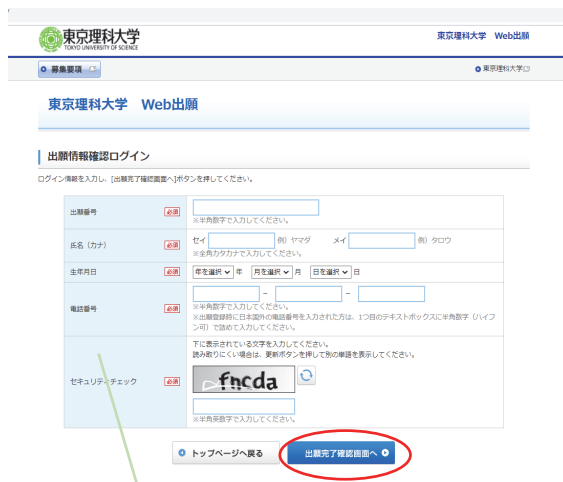 東京理科大学
TOKYO UNIVERSITY OF SCIENCE
東京理科大学 Web出願
募集要項
東京理科大学
東京理科大学 Web出願
出願情報確認ログイン
ログイン情報を入力し、[出願完了確認画面へ]ボタンを押してください。
出願番号 必須
※半角数字で入力してください。
氏名（カナ） 必須 セイ 例）ヤマダ メイ 例）タロウ
※全角カタカナで入力してください。
生年月日 必須 年を選択 年 月を選択 月 日を選択 日
電話番号 必須 － －
※半角数字で入力してください。
※出願登録時に日本国外の電話番号を入力された方は、1つ目のテキストボックスに半角数字（ハイフ
ン可）で詰めて入力してください。
下に表示されている文字を入力してください。
読み取りにくい場合は、更新ボタンを押して別の単語を表示してください。
セキュリティチェック 必須
fncda
※半角英数字で入力してください。
トップページへ戻る 出願完了確認画面へ